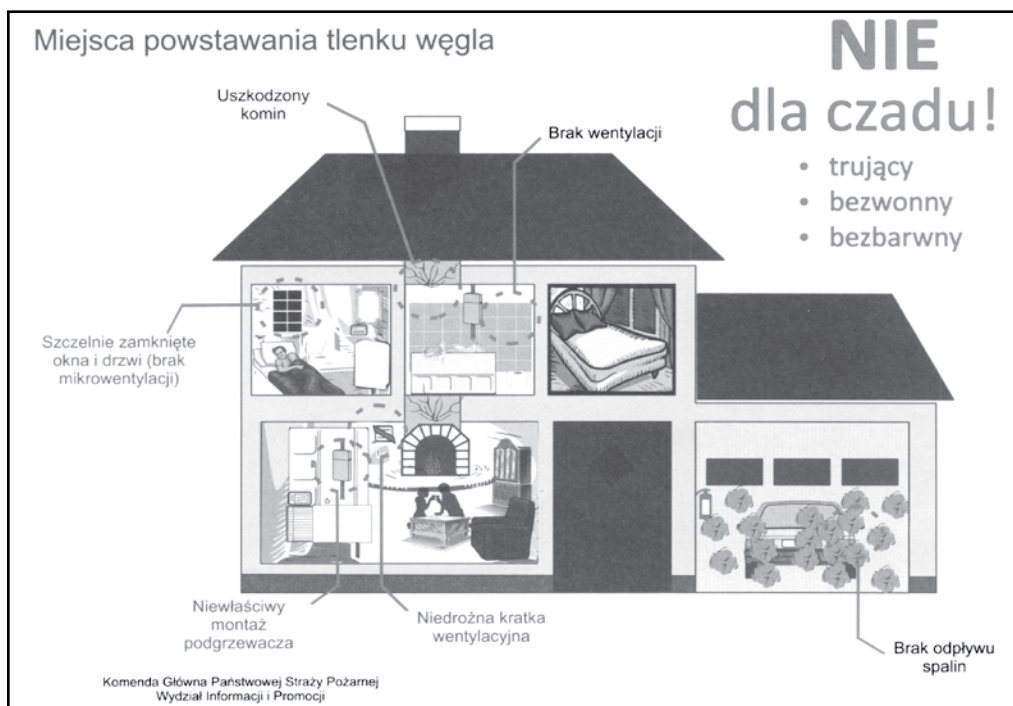 Miejsca powstawania tlenku węgla
NIE
dla czadu!
• trujący
• bezwonny
• bezbarwny
Uszkodzony
komin
Brak wentylacji
Szczelnie zamknięte
okna i drzwi (brak
mikrowentylacji)
Niewłaściwy
montaż
podgrzewacza
Niedrożna kratka
wentylacyjna
Brak odpływu
spalin
Komenda Główna Państwowej Straży Pożarnej
Wydział Informacji i Promocji